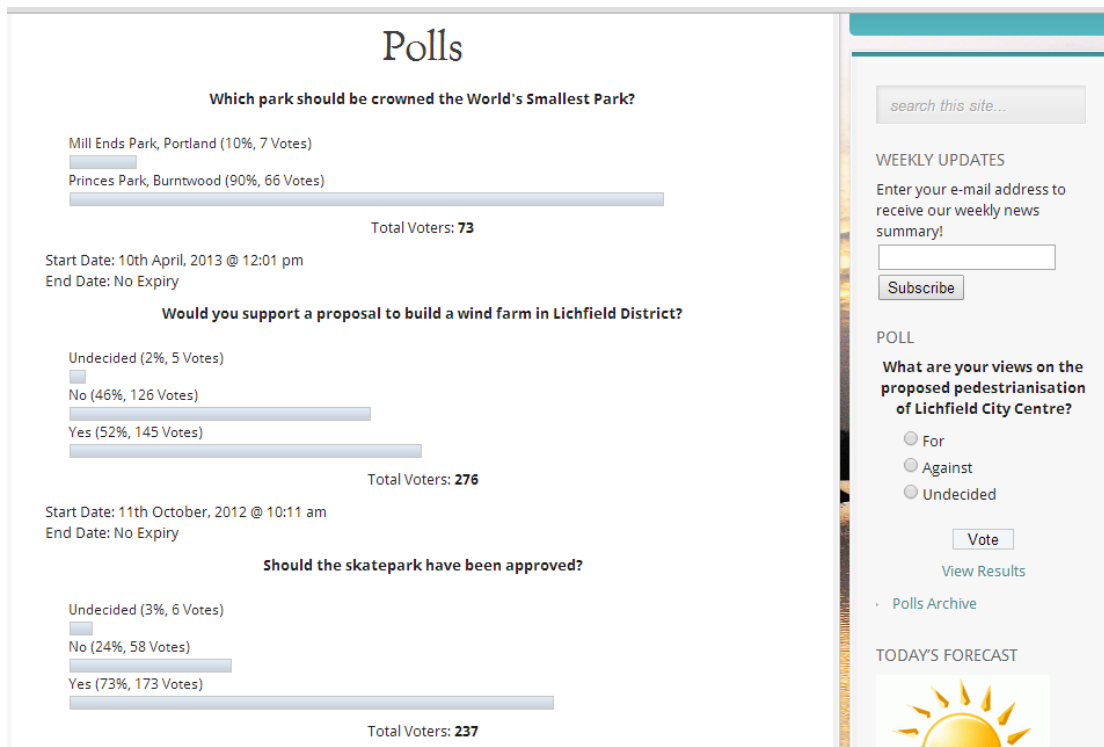 Polls
Which park should be crowned the World's Smallest Park?
Mill Ends Park, Portland (10%, 7 Votes)
Princes Park, Burntwood (90%, 66 Votes)
Total Voters: 73
Start Date: 10th April, 2013 @ 12:01 pm
End Date: No Expiry
Would you support a proposal to build a wind farm in Lichfield District?
Undecided (2%, 5 Votes)
No (46%, 126 Votes)
Yes (52%, 145 Votes)
Total Voters: 276
Start Date: 11th October, 2012 @ 10:11 am
End Date: No Expiry
Should the skatepark have been approved?
Undecided (3%, 6 Votes)
No (24%, 58 Votes)
Yes (73%, 173 Votes)
Total Voters: 237
search this site...
WEEKLY UPDATES
Enter your e-mail address to
receive our weekly news
summary!
Subscribe
POLL
What are your views on the
proposed pedestrianisation
of Lichfield City Centre?
For
Against
Undecided
Vote
View Results
Polls Archive
TODAY'S FORECAST